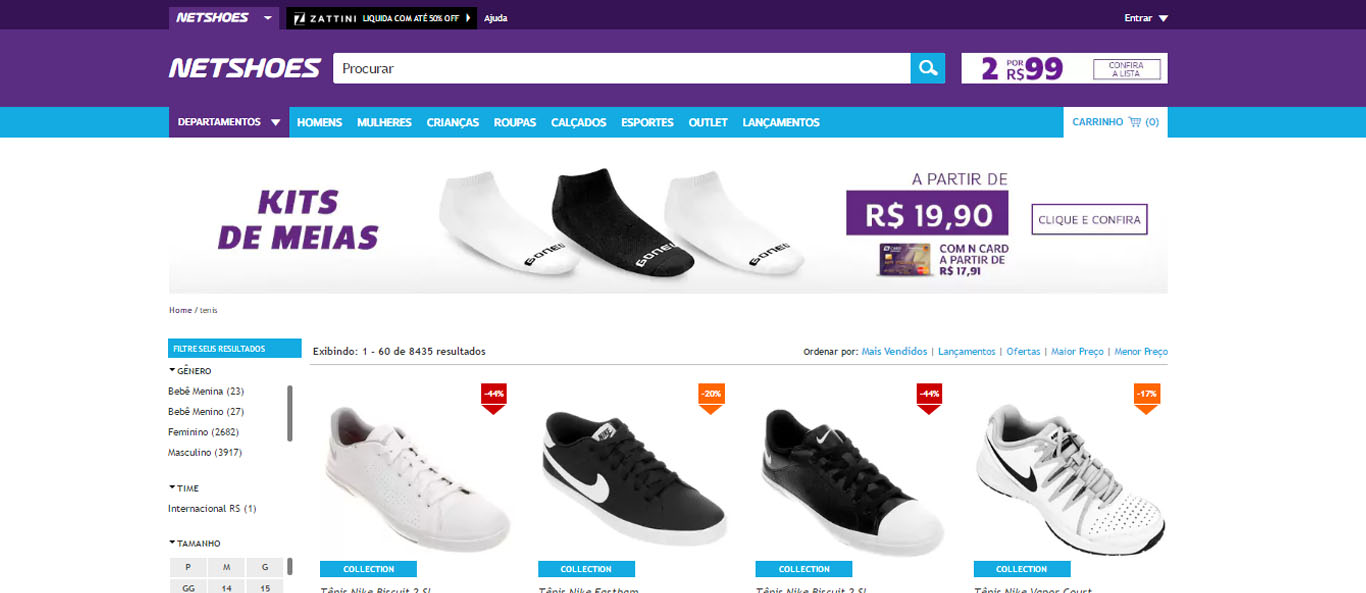 NETSHOES
ZATTINI LIQUIDA COM ATÉ 50% OFF
Ajuda
Entrar
NETSHOES
Procurar
2 POR R$99
CONFIRA A LISTA
DEPARTAMENTOS
HOMENS
MULHERES
CRIANÇAS
ROUPAS
CALÇADOS
ESPORTES
OUTLET
LANÇAMENTOS
CARRINHO (0)
KITS
DE MEIAS
GONEW
GONEW
GONEW
A PARTIR DE
R$ 19,90
COM N CARD
A PARTIR DE
R$ 17,91
CLIQUE E CONFIRA
Home / tenis
FILTRE SEUS RESULTADOS
GÊNERO
Bebê Menina (23)
Bebê Menino (27)
Feminino (2682)
Masculino (3917)
TIME
Internacional RS (1)
TAMANHO
P M G
GG 14 15
Exibindo: 1 - 60 de 8435 resultados
Ordenar por: Mais Vendidos | Lançamentos | Ofertas | Maior Preço | Menor Preço
-44%
-20%
-44%
-17%
COLLECTION
COLLECTION
COLLECTION
COLLECTION
Tênis Nike Biscuit 2 SL
Tênis Nike Eastham
Tênis Nike Biscuit 2 SL
Tênis Nike Vapor Court